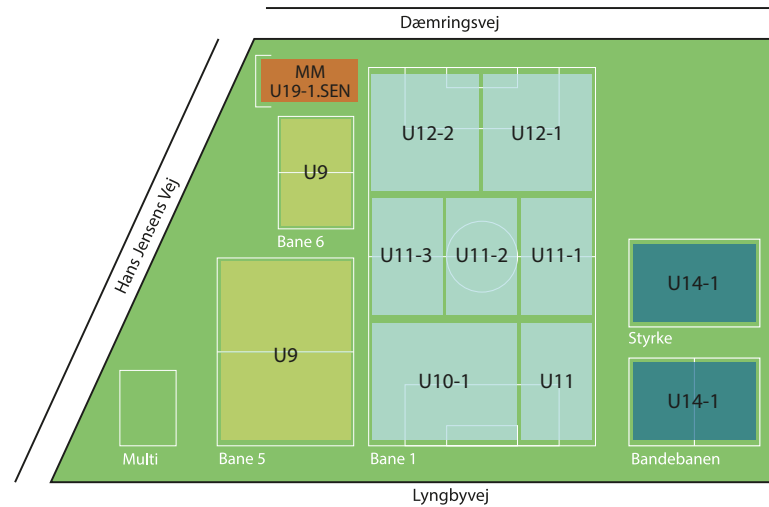 Dæmringsvej
MM
U19-1.SEN
U12-2
U12-1
U9
Hans Jensens Vej
Bane 6
U11-3
U11-2
U11-1
U14-1
Styrke
U9
U10-1
U11
U14-1
Multi
Bane 5
Bane 1
Bandebanen
Lyngbyvej